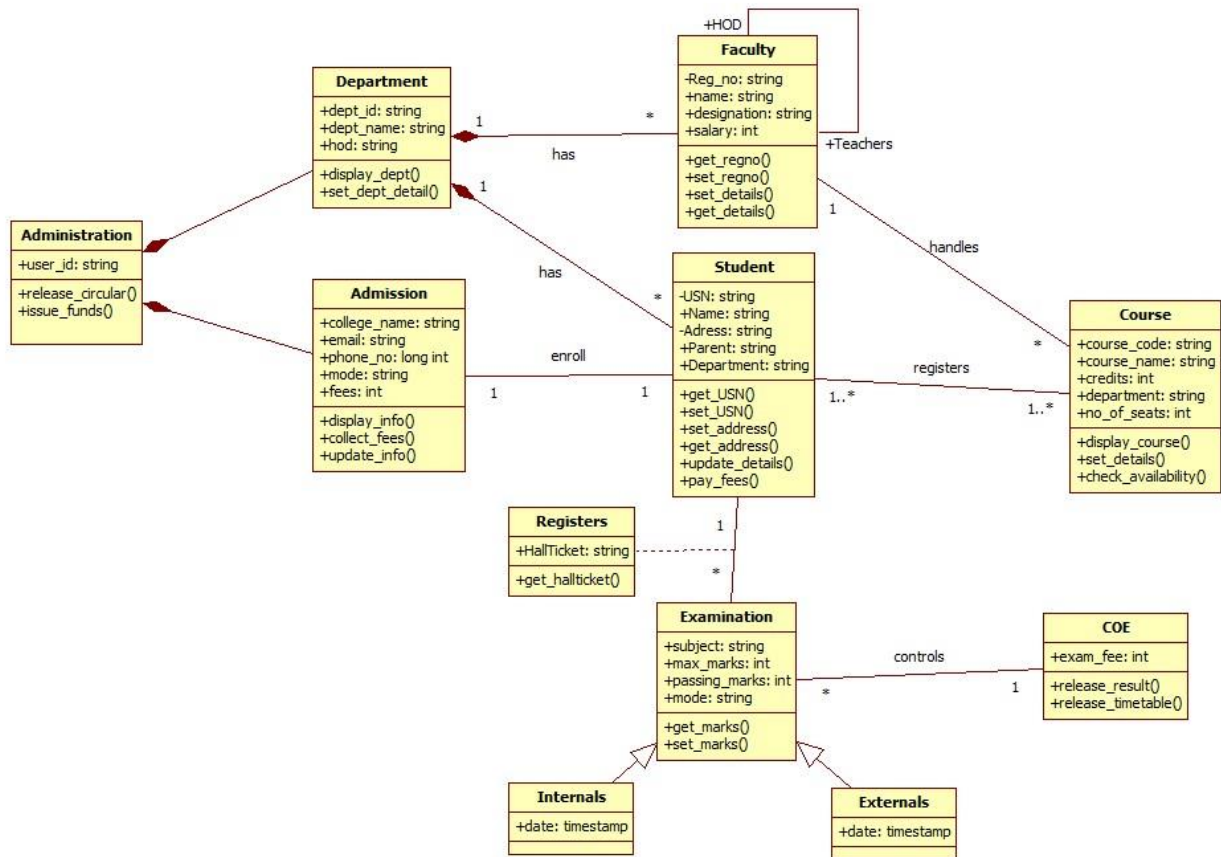 +HOD
Faculty
-Reg_no: string
+name: string
+designation: string
+salary: int
+Teachers
+get_regno()
+set_regno()
+set_details()
+get_details()
Department
+dept_id: string
+dept_name: string
+hod: string
+display_dept()
+set_dept_detail()
1
*
has
1
has
*
1
handles
*
Administration
+user_id: string
+release_circular()
+issue_funds()
Admission
+college_name: string
+email: string
+phone_no: long int
+mode: string
+fees: int
+display_info()
+collect_fees()
+update_info()
enroll
1
1
Student
-USN: string
+Name: string
-Adress: string
+Parent: string
+Department: string
+get_USN()
+set_USN()
+set_address()
+get_address()
+update_details()
+pay_fees()
registers
1..*
1..*
Course
+course_code: string
+course_name: string
+credits: int
+department: string
+no_of_seats: int
+display_course()
+set_details()
+check_availability()
Registers
+HallTicket: string
+get_hallticket()
1
*
Examination
+subject: string
+max_marks: int
+passing_marks: int
+mode: string
+get_marks()
+set_marks()
controls
*
1
COE
+exam_fee: int
+release_result()
+release_timetable()
Internals
+date: timestamp
Externals
+date: timestamp